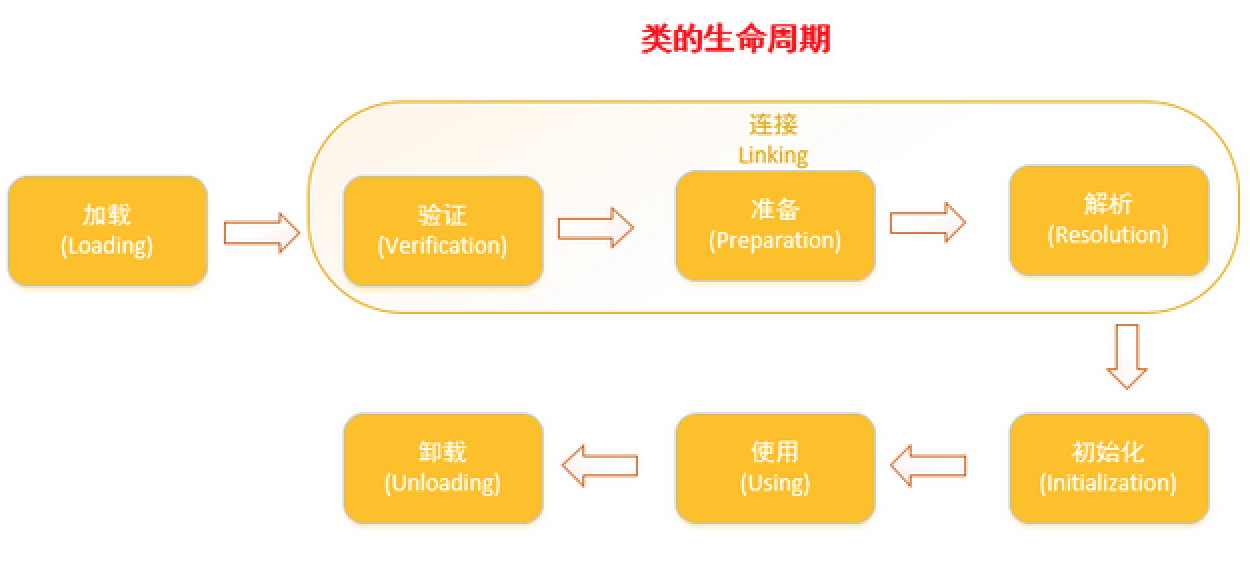 类的生命周期
连接
Linking
加载
(Loading)
验证
(Verification)
准备
(Preparation)
解析
(Resolution)
初始化
(Initialization)
使用
(Using)
卸载
(Unloading)